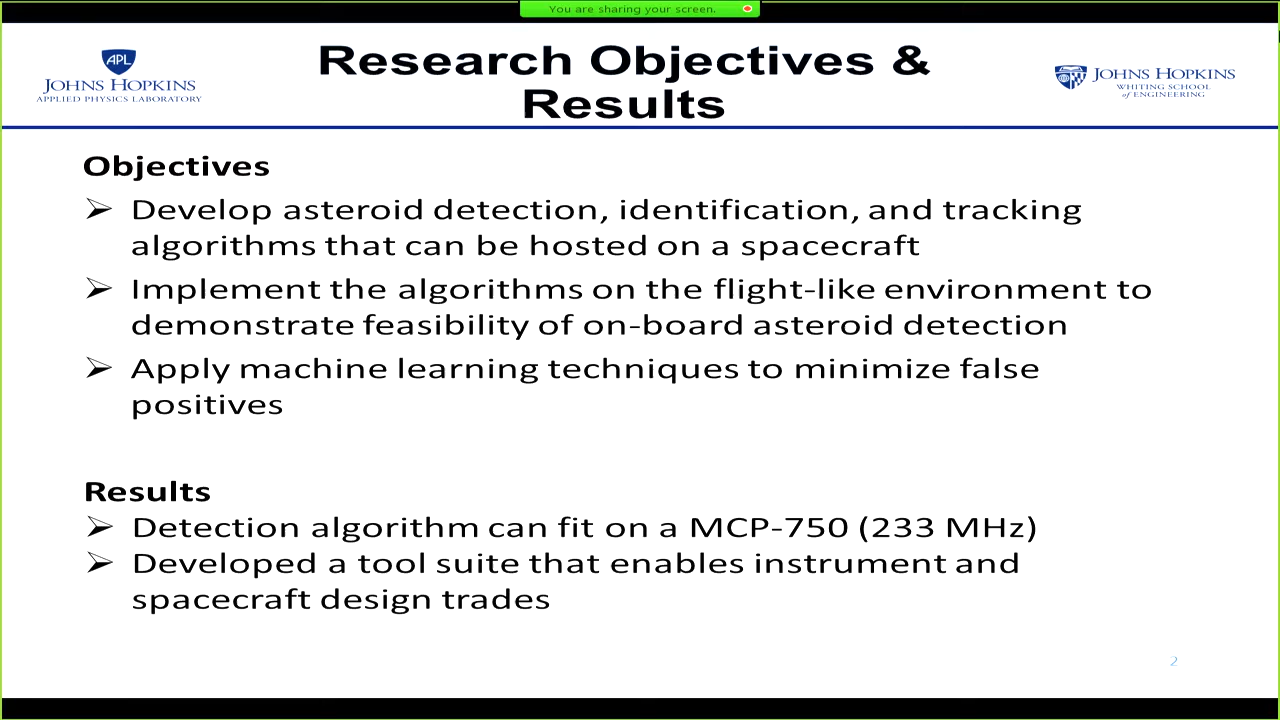 You are sharing your screen.
APL
JOHNS HOPKINS
APPLIED PHYSICS LABORATORY
Research Objectives &
Results
JOHNS HOPKINS
WHITING SCHOOL
of ENGINEERING
Objectives
➢ Develop asteroid detection, identification, and tracking
algorithms that can be hosted on a spacecraft
➢ Implement the algorithms on the flight-like environment to
demonstrate feasibility of on-board asteroid detection
➢ Apply machine learning techniques to minimize false
positives
Results
➢ Detection algorithm can fit on a MCP-750 (233 MHz)
➢ Developed a tool suite that enables instrument and
spacecraft design trades
2